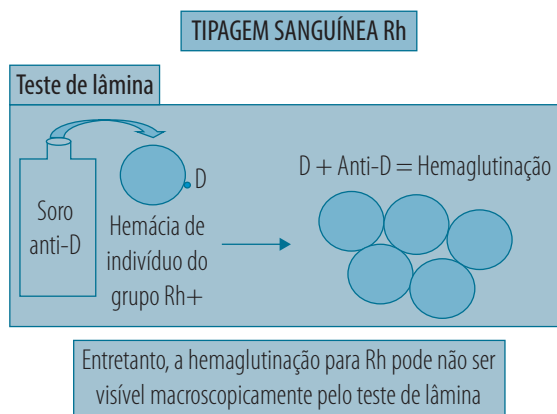 TIPAGEM SANGUÍNEA Rh
Teste de lâmina
Soro
anti-D
D
Hemácia de
indivíduo do
grupo Rh+
D + Anti-D = Hemaglutinação
Entretanto, a hemaglutinação para Rh pode não ser
visível macroscopicamente pelo teste de lâmina